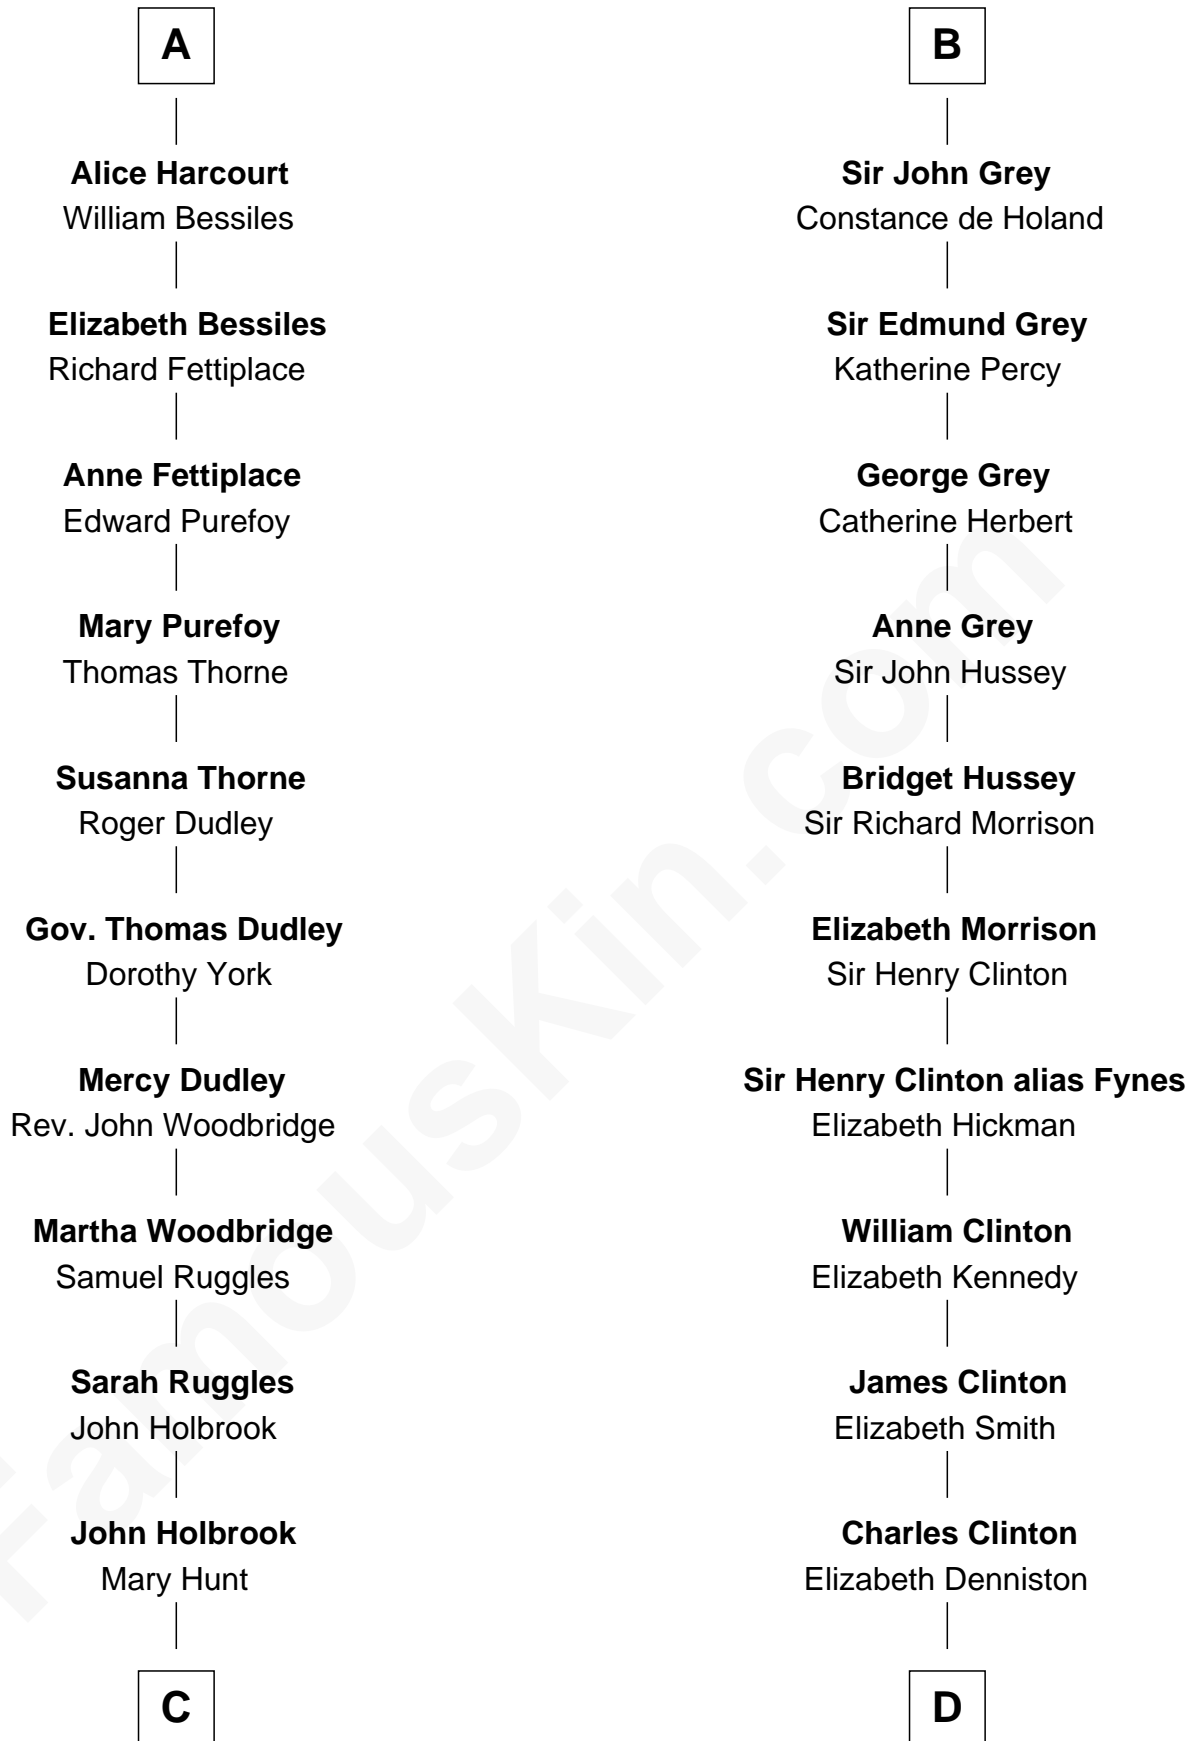 A
Alice Harcourt
William Bessiles
Elizabeth Bessiles
Richard Fettiplace
Anne Fettiplace
Edward Purefoy
Mary Purefoy
Thomas Thorne
Susanna Thorne
Roger Dudley
Gov. Thomas Dudley
Dorothy York
Mercy Dudley
Rev. John Woodbridge
Martha Woodbridge
Samuel Ruggles
Sarah Ruggles
John Holbrook
John Holbrook
Mary Hunt
C
B
Sir John Grey
Constance de Holand
Sir Edmund Grey
Katherine Percy
George Grey
Catherine Herbert
Anne Grey
Sir John Hussey
Bridget Hussey
Sir Richard Morrison
Elizabeth Morrison
Sir Henry Clinton
Sir Henry Clinton alias Fynes
Elizabeth Hickman
William Clinton
Elizabeth Kennedy
James Clinton
Elizabeth Smith
Charles Clinton
Elizabeth Denniston
D
FamousKin.com